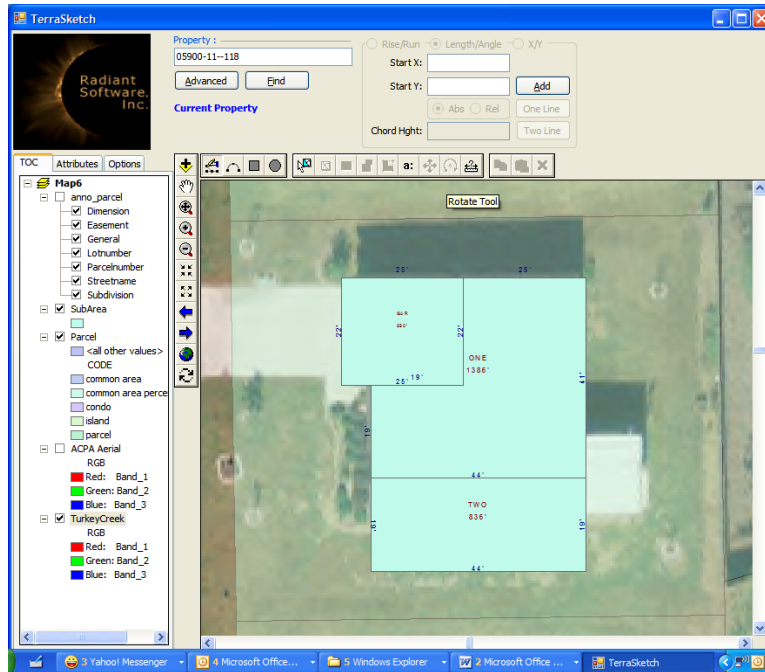 TerraSketch
Radiant
Software,
Inc.
Property :
05900-11--118
Advanced
Find
Current Property
Rise/Run
Length/Angle
X/Y
Start X:
Start Y:
Add
Abs
Rel
One Line
Chord Hght:
Two Line
TOC
Attributes
Options
a:
Rotate Tool
Map6
anno_parcel
Dimension
Easement
General
Lotnumber
Parcelnumber
Streetname
Subdivision
SubArea
Parcel
<all other values>
CODE
common area
common area perce
condo
island
parcel
ACPA Aerial
RGB
Red: Band_1
Green: Band_2
Blue: Band_3
TurkeyCreek
RGB
Red: Band_1
Green: Band_2
Blue: Band_3
25'
25'
22'
22'
ONE
1386'
41'
25'
19'
19'
44'
TWO
836'
19'
19'
44'
3 Yahoo! Messenger
4 Microsoft Office...
5 Windows Explorer
2 Microsoft Office ...
TerraSketch